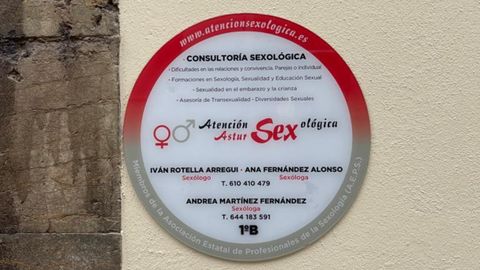 www.atencionsexologica.es
CONSULTORÍA SEXOLÓGICA
- Dificultades en las relaciones y convivencia. Parejas o individual
- Formaciones en Sexología, Sexualidad y Educación Sexual
- Sexualidad en el embarazo y la crianza
- Asesoría de Transexualidad - Diversidades Sexuales
Atención Sexológica
Astur
IVÁN ROTELLA ARREGUI - ANA FERNÁNDEZ ALONSO
Sexólogo Sexóloga
T. 610 410 479
ANDREA MARTÍNEZ FERNÁNDEZ
Sexóloga
T. 644 183 591
1ºB
Miembros de la Asociación Estatal de Profesionales de la Sexología (A.E.P.S.)